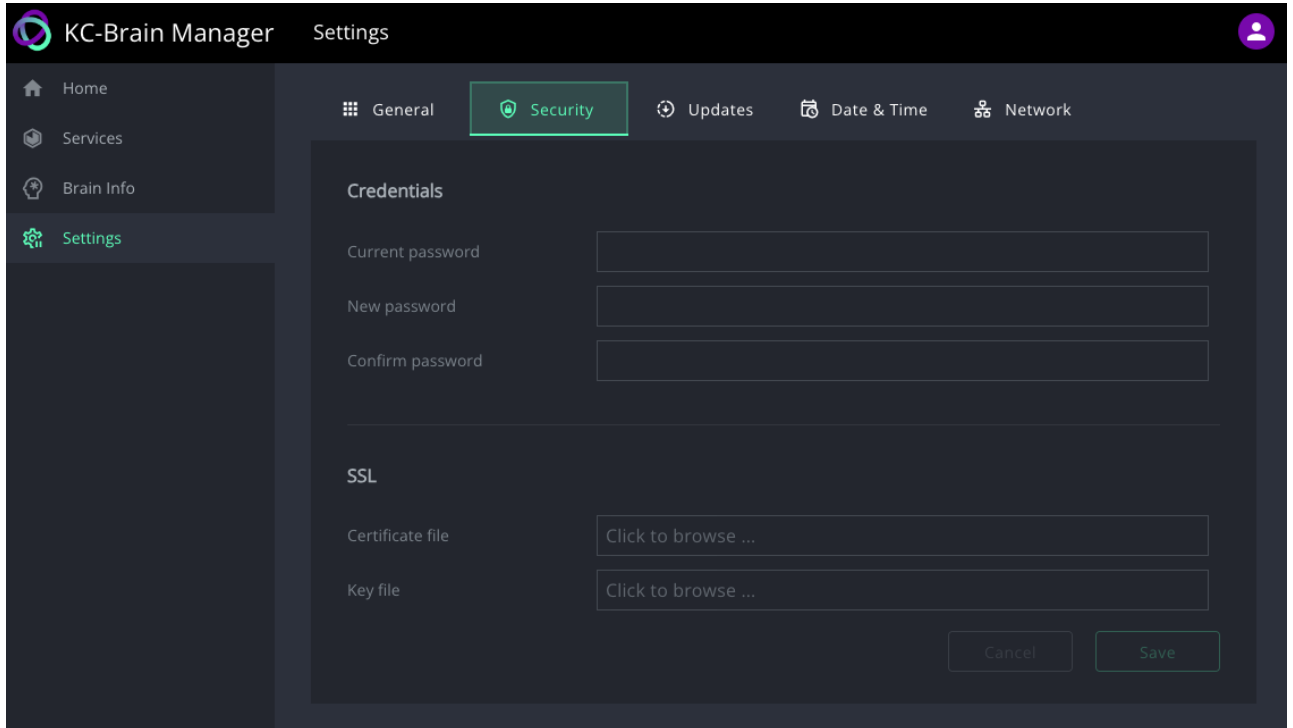 KC-Brain Manager Settings
Home
Services
Brain Info
Settings
General Security Updates Date & Time Network
Credentials
Current password
New password
Confirm password
SSL
Certificate file Click to browse ...
Key file Click to browse ...
Cancel Save